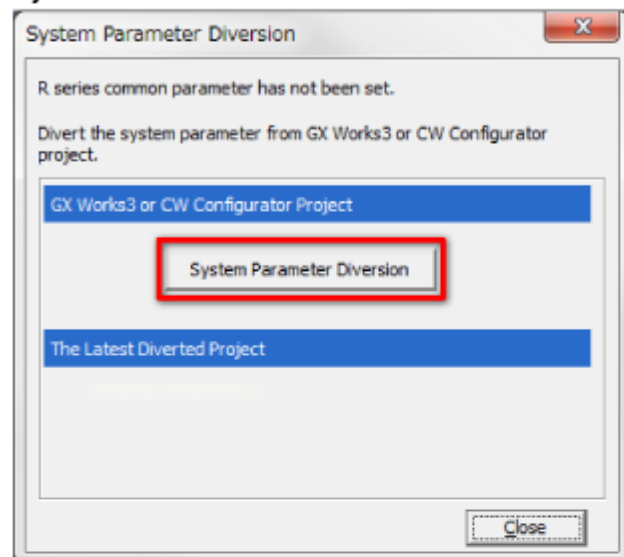 System Parameter Diversion
R series common parameter has not been set.
Divert the system parameter from GX Works3 or CW Configurator
project.
GX Works3 or CW Configurator Project
System Parameter Diversion
The Latest Diverted Project
Close